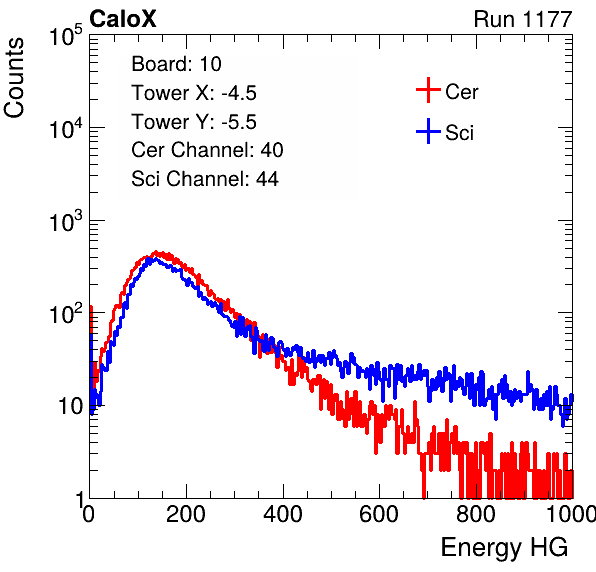 CaloX Run 1177
Counts
10^5
10^4
10^3
10^2
10
1
Board: 10
Tower X: -4.5
Tower Y: -5.5
Cer Channel: 40
Sci Channel: 44
Cer
Sci
0 200 400 600 800 1000
Energy HG